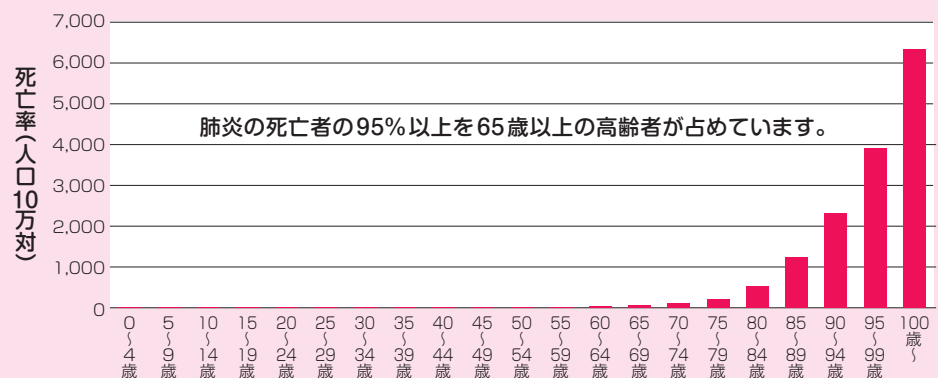 死亡率(人口10万対)
7,000
6,000
5,000
4,000
3,000
2,000
1,000
0
肺炎の死亡者の95%以上を65歳以上の高齢者が占めています。
0〜4歳
5〜9歳
10〜14歳
15〜19歳
20〜24歳
25〜29歳
30〜34歳
35〜39歳
40〜44歳
45〜49歳
50〜54歳
55〜59歳
60〜64歳
65〜69歳
70〜74歳
75〜79歳
80〜84歳
85〜89歳
90〜94歳
95〜99歳
100歳〜